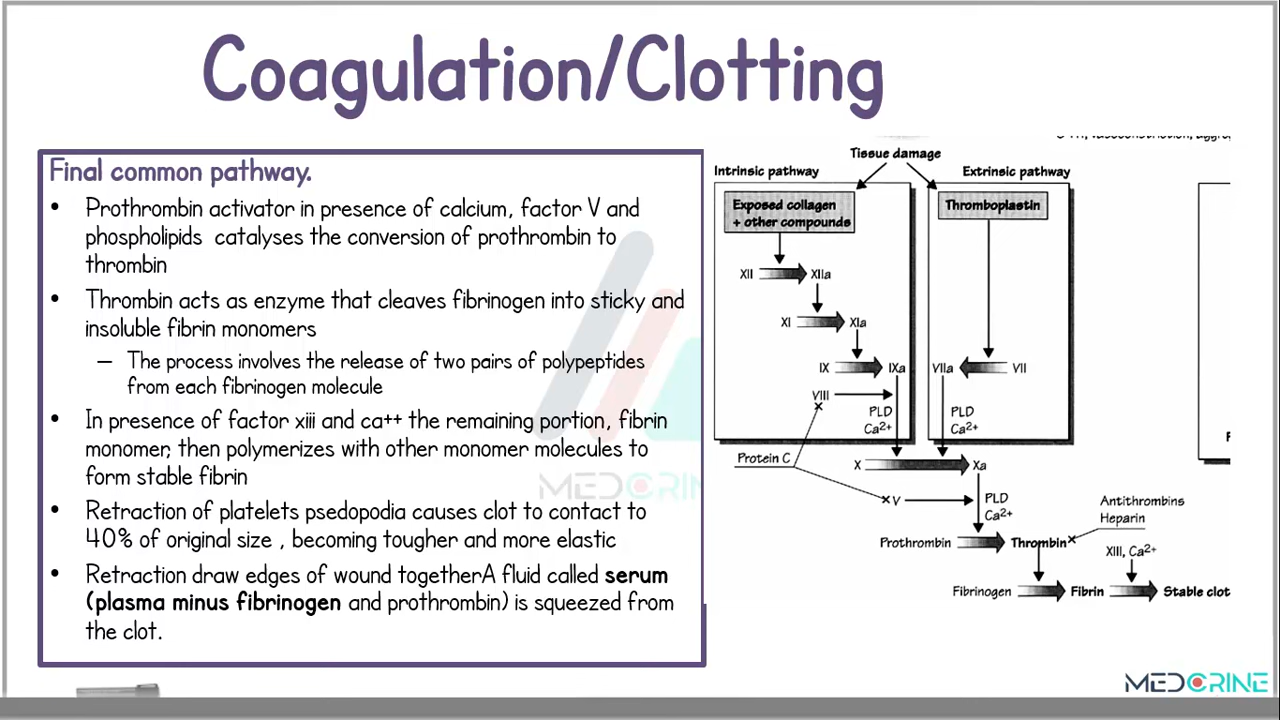 Coagulation/Clotting
Final common pathway.
• Prothrombin activator in presence of calcium, factor V and
phospholipids catalyses the conversion of prothrombin to
thrombin
• Thrombin acts as enzyme that cleaves fibrinogen into sticky and
insoluble fibrin monomers
– The process involves the release of two pairs of polypeptides
from each fibrinogen molecule
• In presence of factor xiii and ca++ the remaining portion, fibrin
monomer, then polymerizes with other monomer molecules to
form stable fibrin
• Retraction of platelets psedopodia causes clot to contact to
40% of original size , becoming tougher and more elastic
• Retraction draw edges of wound togetherA fluid called serum
(plasma minus fibrinogen and prothrombin) is squeezed from
the clot.
Tissue damage
Intrinsic pathway
Extrinsic pathway
Exposed collagen
+ other compounds
Thromboplastin
XII XIIa
XI XIa
IX IXa
VIIa VII
VIII
PLD
Ca2+
PLD
Ca2+
Protein C
X Xa
V
PLD
Ca2+
Antithrombins
Heparin
Prothrombin Thrombin
XIII, Ca2+
Fibrinogen Fibrin Stable clot
MEDCRINE